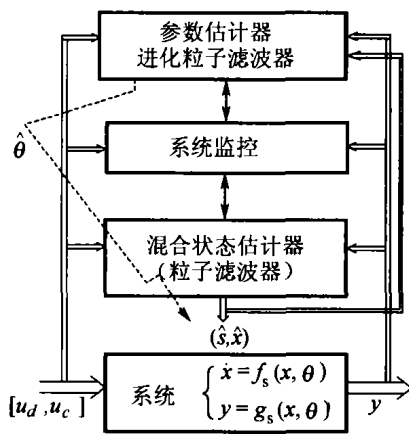 参数估计器
进化粒子滤波器
θ̂
系统监控
混合状态估计器
(粒子滤波器)
(ŝ,x̂)
[u_d,u_c]
系统
ẋ=f_s(x,θ)
y=g_s(x,θ)
y